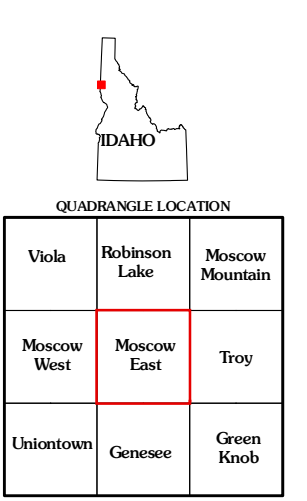 IDAHO
QUADRANGLE LOCATION
Viola
Robinson
Lake
Moscow
Mountain
Moscow
West
Moscow
East
Troy
Uniontown
Genesee
Green
Knob